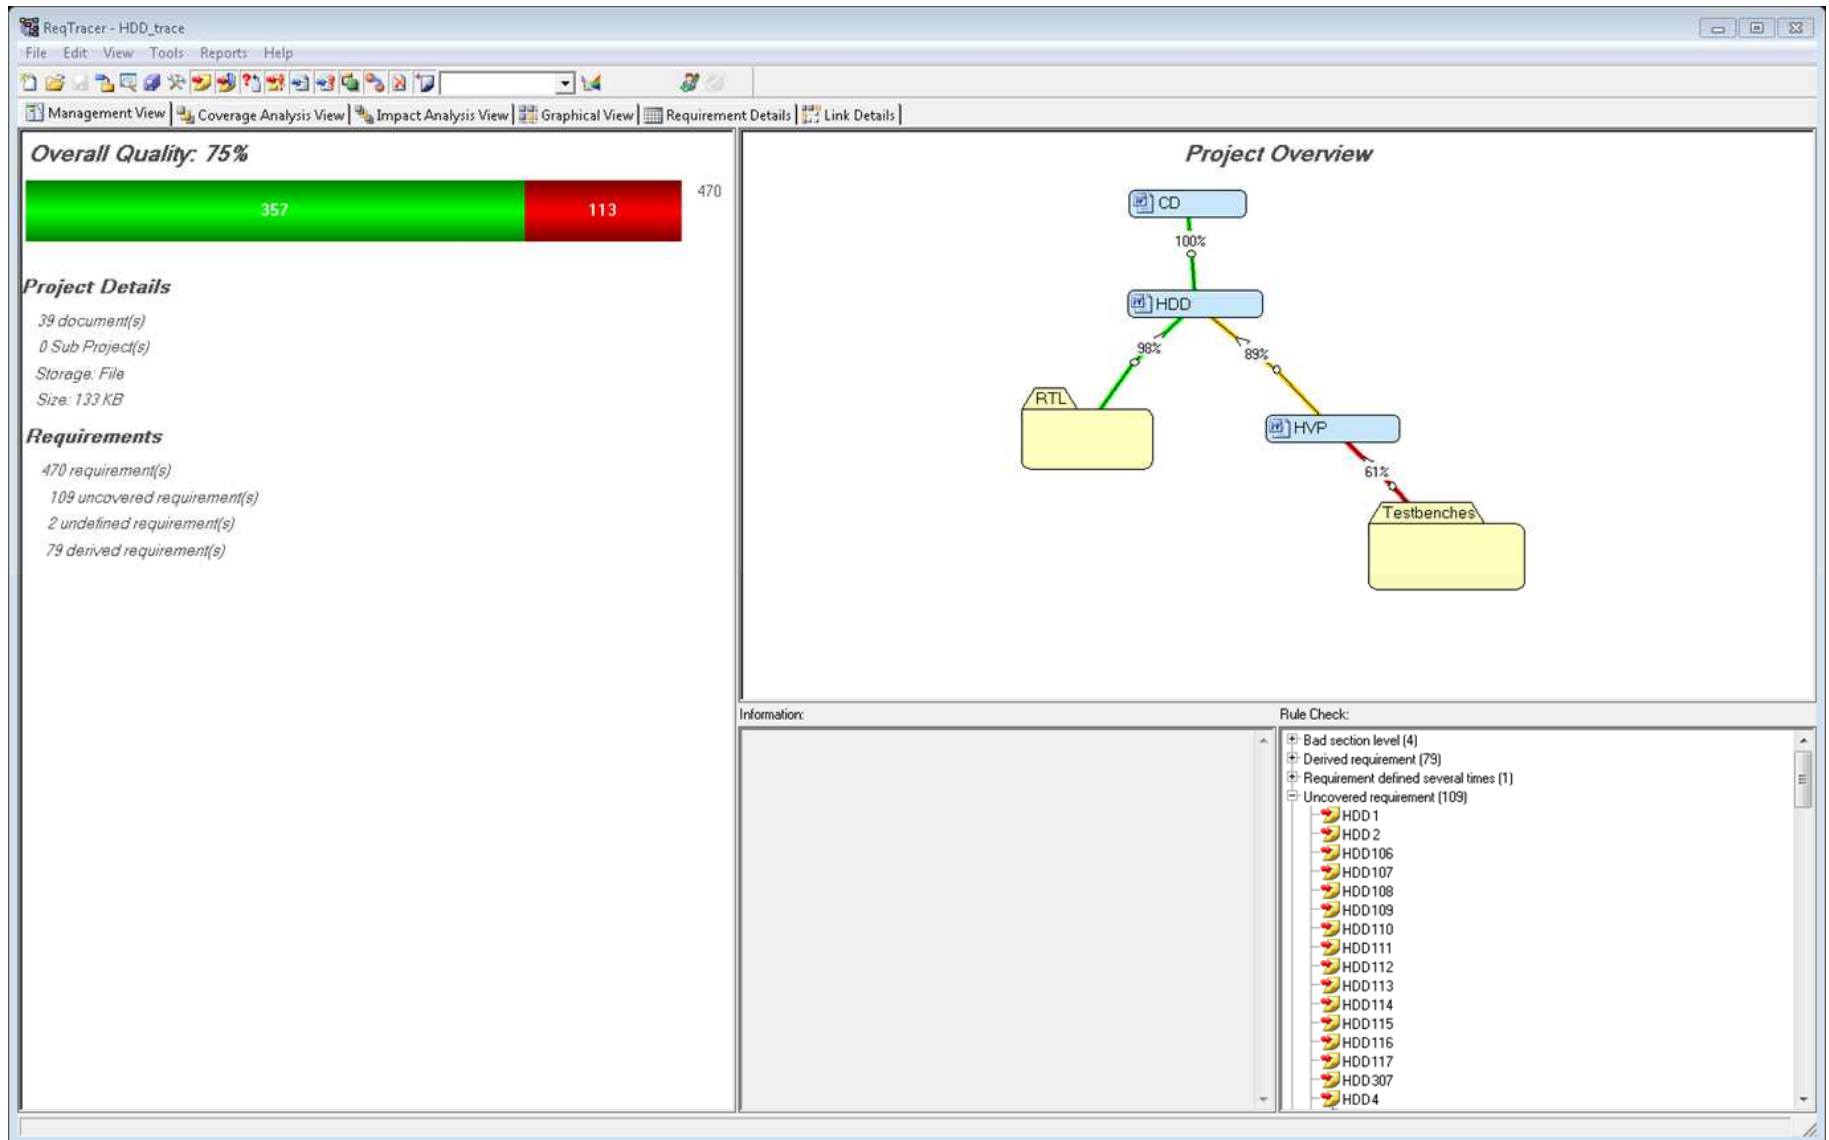 ReqTracer - HDD_trace
File Edit View Tools Reports Help
Management View Coverage Analysis View Impact Analysis View Graphical View Requirement Details Link Details
Overall Quality: 75%
357 113 470
Project Details
39 document(s)
0 Sub Project(s)
Storage: File
Size: 133 KB
Requirements
470 requirement(s)
109 uncovered requirement(s)
2 undefined requirement(s)
79 derived requirement(s)
Project Overview
CD
100%
HDD
98% 89%
RTL
HVP
61%
Testbenches
Information:
Rule Check:
Bad section level (4)
Derived requirement (79)
Requirement defined several times (1)
Uncovered requirement (109)
HDD 1
HDD 2
HDD106
HDD107
HDD108
HDD109
HDD110
HDD111
HDD112
HDD113
HDD114
HDD115
HDD116
HDD117
HDD307
HDD4